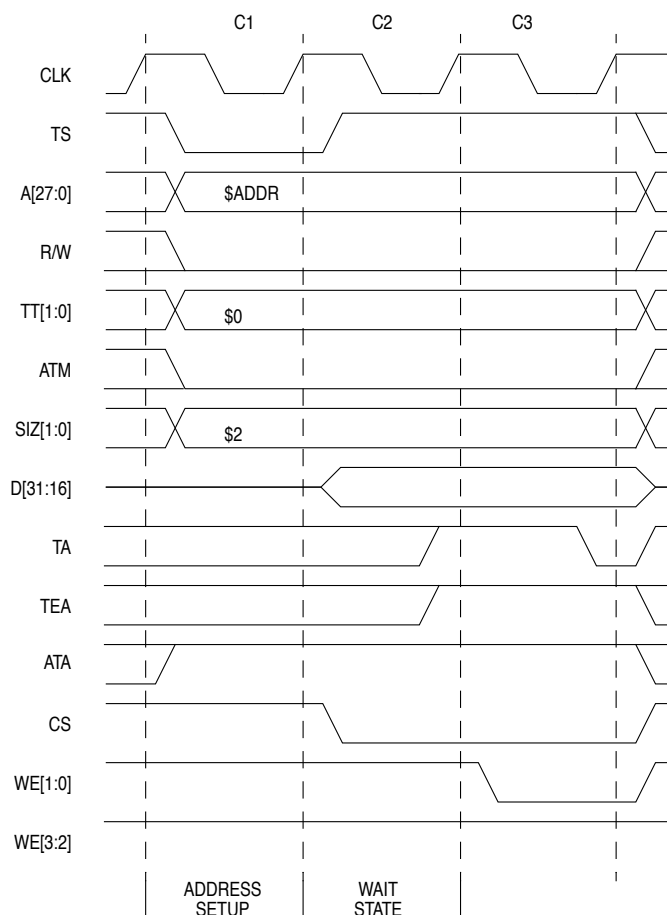 C1 C2 C3
CLK
TS
A[27:0] $ADDR
R/W
TT[1:0] $0
ATM
SIZ[1:0] $2
D[31:16]
TA
TEA
ATA
CS
WE[1:0]
WE[3:2]
ADDRESS WAIT
SETUP STATE